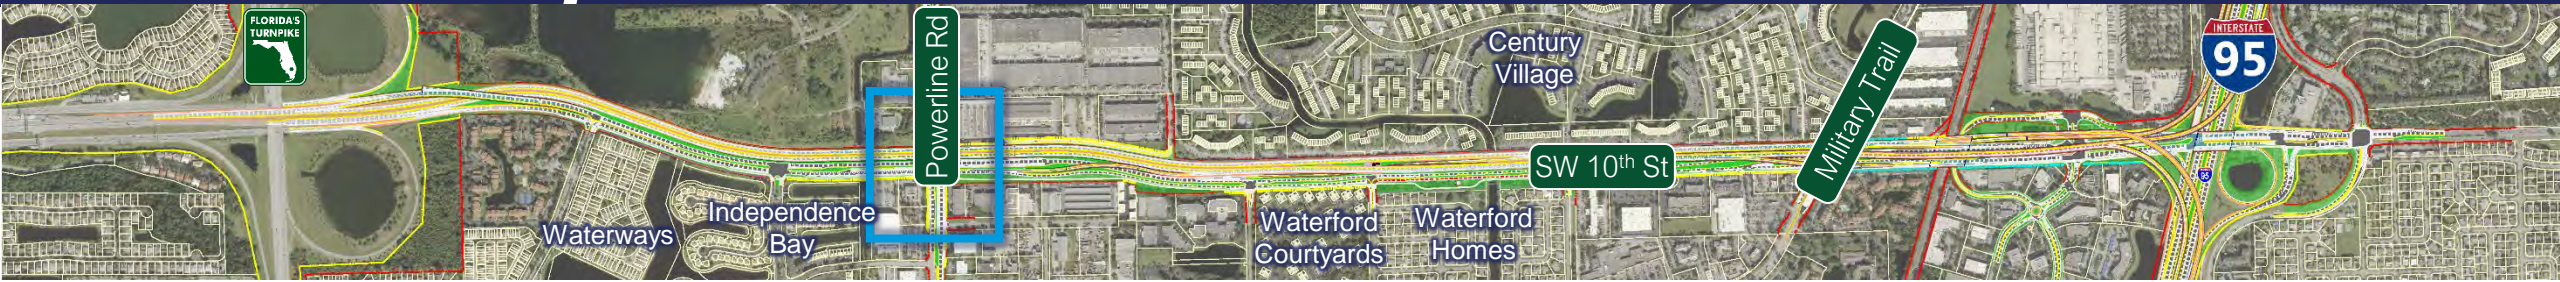 FLORIDA'S
TURNPIKE
Powerline Rd
Century
Village
Military Trail
INTERSTATE
95
SW 10th St
95
Independence
Bay
Waterways
Waterford
Courtyards
Waterford
Homes